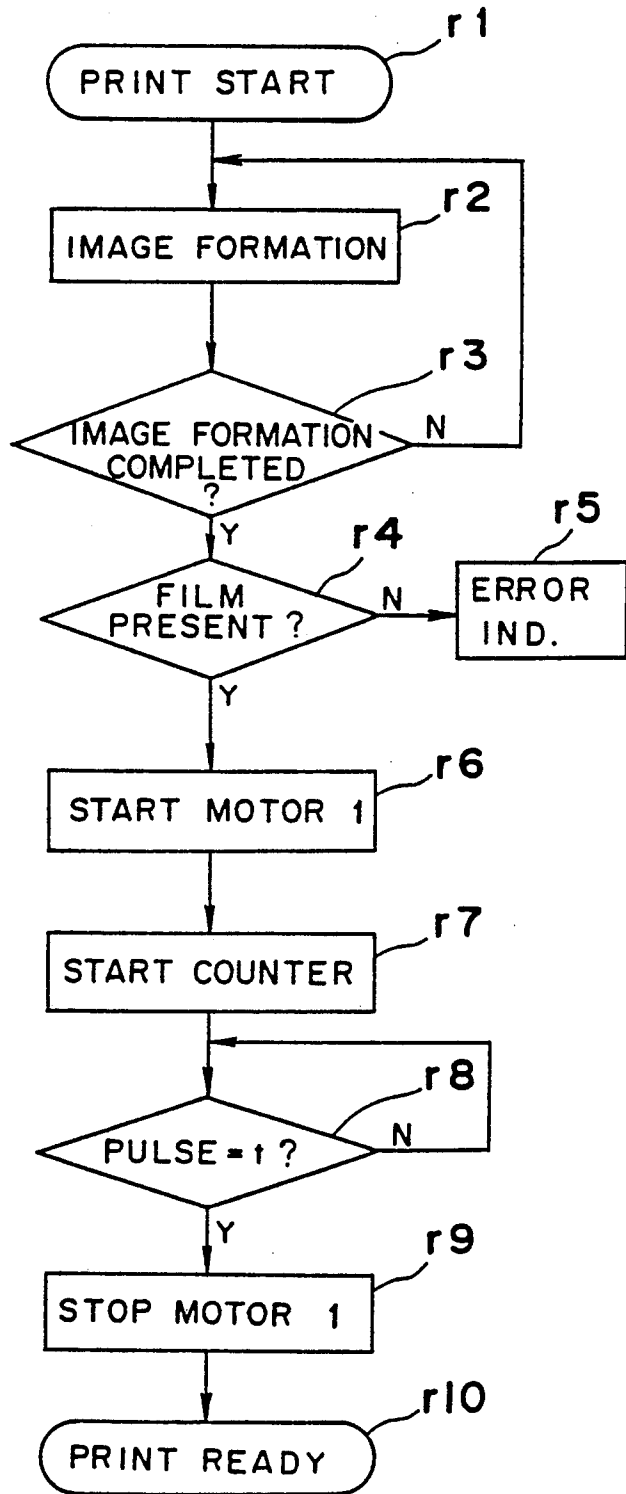 r1
PRINT START
r2
IMAGE FORMATION
r3
IMAGE FORMATION
COMPLETED
?
N
Y
r4
FILM
PRESENT ?
N
r5
ERROR
IND.
Y
r6
START MOTOR 1
r7
START COUNTER
r8
PULSE = t ?
N
Y
r9
STOP MOTOR 1
r10
PRINT READY